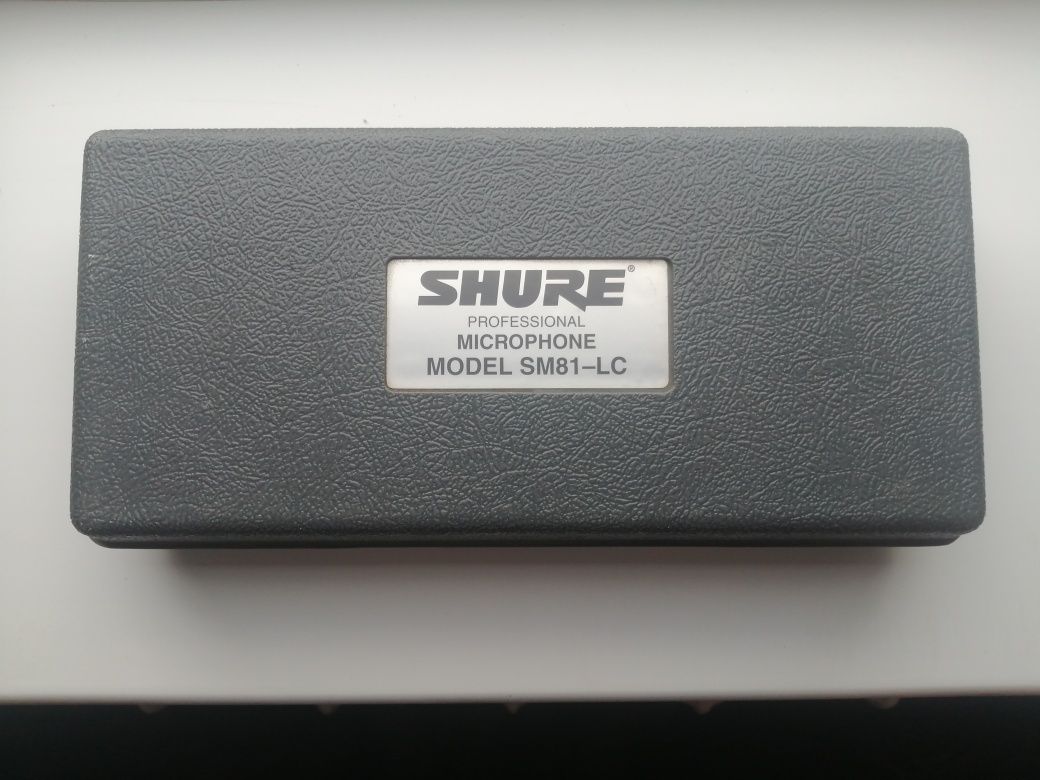 SHURE®
PROFESSIONAL
MICROPHONE
MODEL SM81–LC